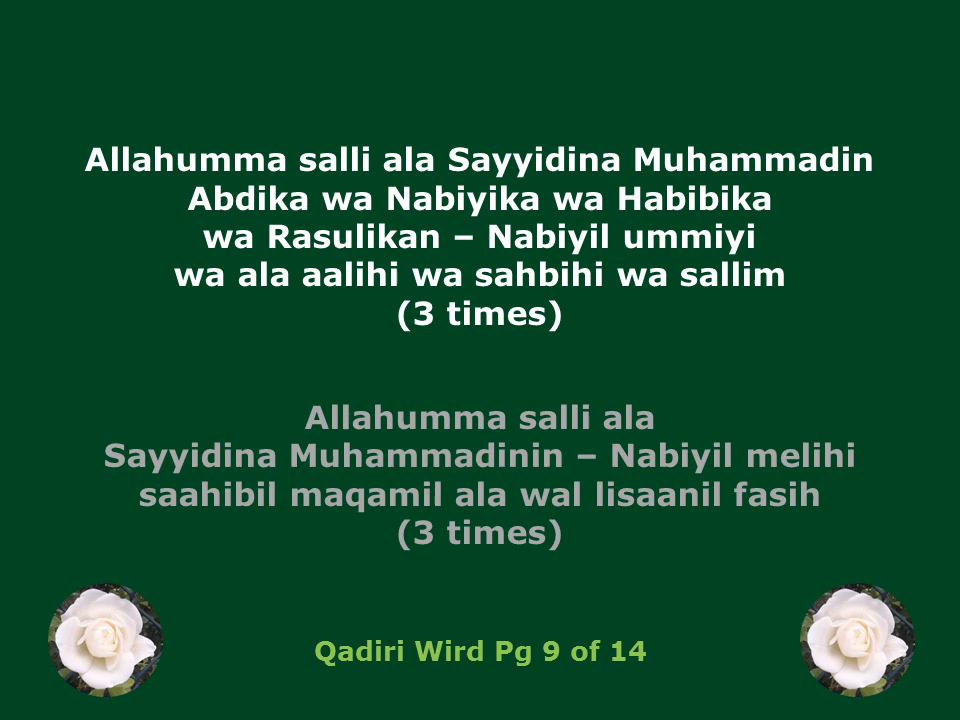 Allahumma salli ala Sayyidina Muhammadin
Abdika wa Nabiyika wa Habibika
wa Rasulikan – Nabiyil ummiyi
wa ala aalihi wa sahbihi wa sallim
(3 times)
Allahumma salli ala
Sayyidina Muhammadinin – Nabiyil melihi
saahibil maqamil ala wal lisaanil fasih
(3 times)
Qadiri Wird Pg 9 of 14